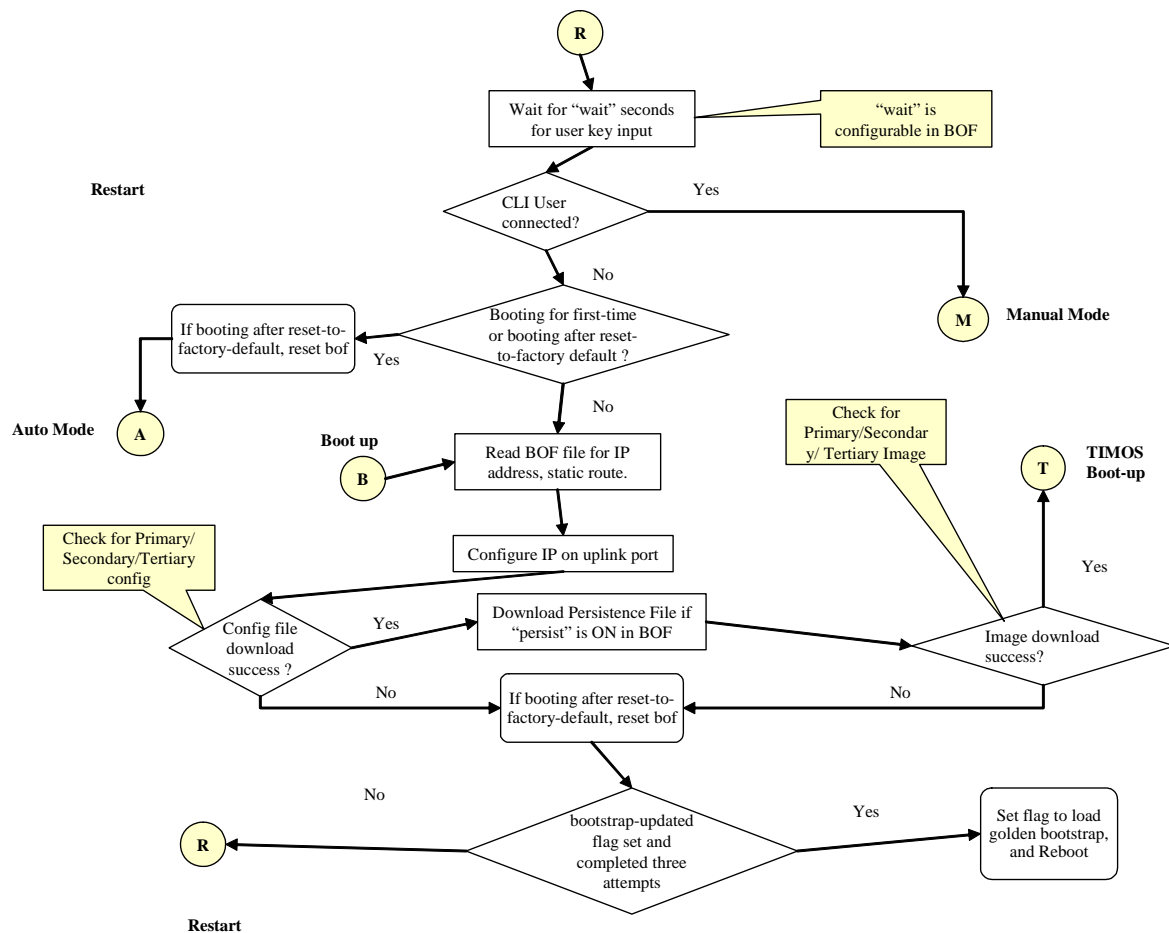 R
Wait for “wait” seconds
for user key input
“wait” is
configurable in BOF
Restart
Yes
CLI User
connected?
No
If booting after reset-to-
factory-default, reset bof
Booting for first-time
or booting after reset-
to-factory default ?
Yes
M
Manual Mode
No
Auto Mode
A
Boot up
B
Read BOF file for IP
address, static route.
Check for
Primary/Secondar
y/ Tertiary Image
T
TIMOS
Boot-up
Check for Primary/
Secondary/Tertiary
config
Configure IP on uplink port
Yes
Config file
download
success ?
Yes
Download Persistence File if
“persist” is ON in BOF
Image download
success?
No
If booting after reset-to-
factory-default, reset bof
No
No
bootstrap-updated
flag set and
completed three
attempts
Yes
Set flag to load
golden bootstrap,
and Reboot
R
Restart